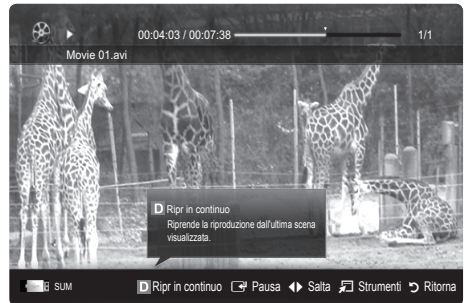 00:04:03 / 00:07:38 1/1
Movie 01.avi
D Ripr in continuo
Riprende la riproduzione dall'ultima scena
visualizzata.
SUM D Ripr in continuo Pausa Salta Strumenti Ritorna